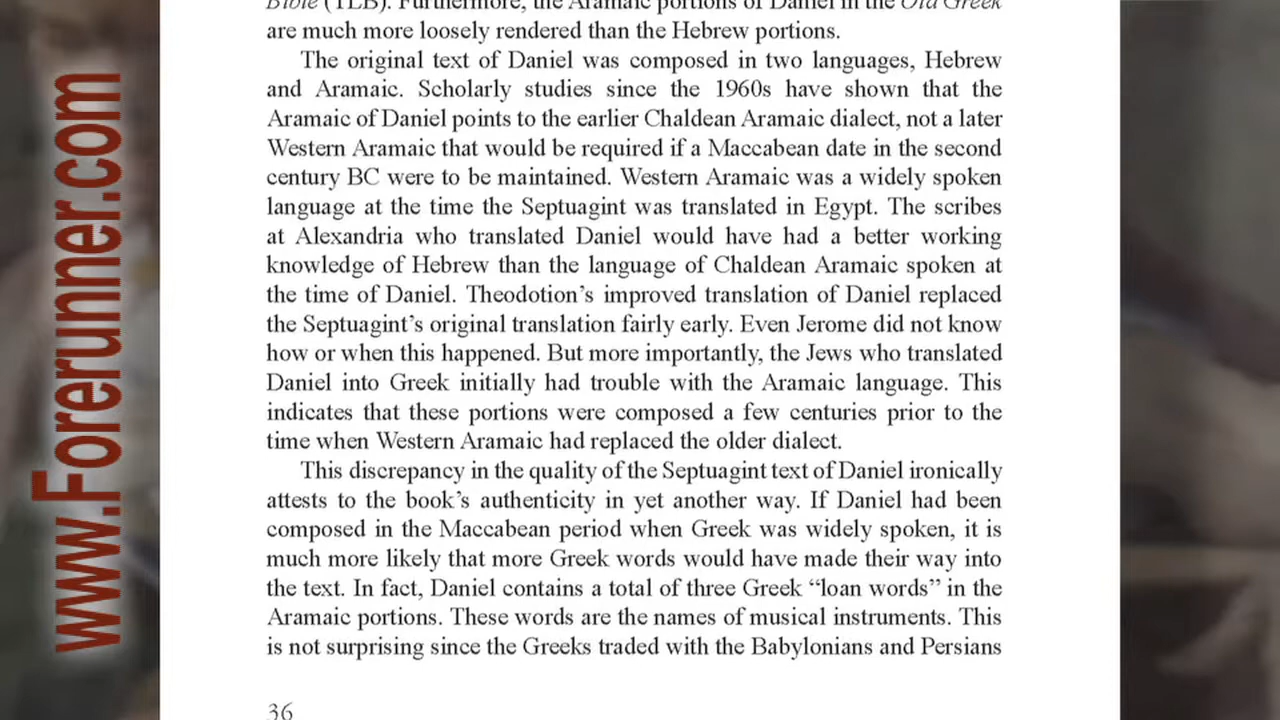 Bible (TLB). Furthermore, the Aramaic portions of Daniel in the Old Greek
are much more loosely rendered than the Hebrew portions.
The original text of Daniel was composed in two languages, Hebrew
and Aramaic. Scholarly studies since the 1960s have shown that the
Aramaic of Daniel points to the earlier Chaldean Aramaic dialect, not a later
Western Aramaic that would be required if a Maccabean date in the second
century BC were to be maintained. Western Aramaic was a widely spoken
language at the time the Septuagint was translated in Egypt. The scribes
at Alexandria who translated Daniel would have had a better working
knowledge of Hebrew than the language of Chaldean Aramaic spoken at
the time of Daniel. Theodotion’s improved translation of Daniel replaced
the Septuagint’s original translation fairly early. Even Jerome did not know
how or when this happened. But more importantly, the Jews who translated
Daniel into Greek initially had trouble with the Aramaic language. This
indicates that these portions were composed a few centuries prior to the
time when Western Aramaic had replaced the older dialect.
This discrepancy in the quality of the Septuagint text of Daniel ironically
attests to the book’s authenticity in yet another way. If Daniel had been
composed in the Maccabean period when Greek was widely spoken, it is
much more likely that more Greek words would have made their way into
the text. In fact, Daniel contains a total of three Greek “loan words” in the
Aramaic portions. These words are the names of musical instruments. This
is not surprising since the Greeks traded with the Babylonians and Persians
36
www.Forerunner.com